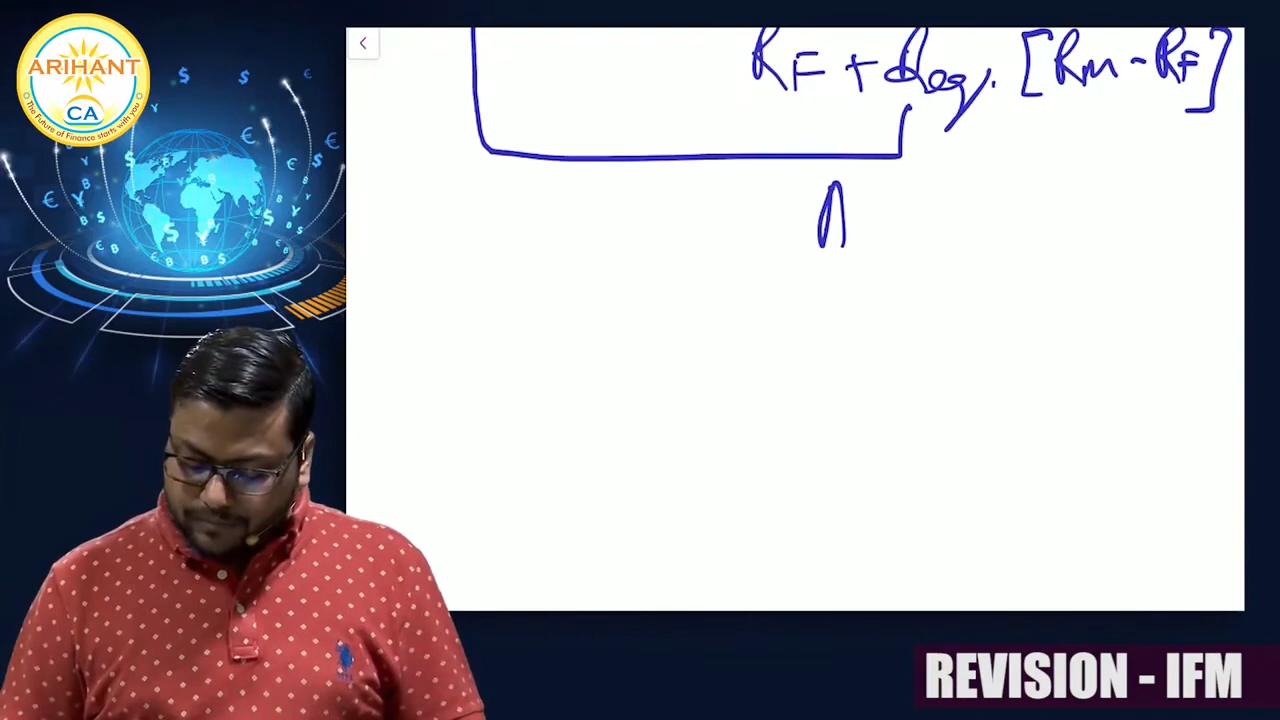 ARIHANT
CA
The Future of Finance starts with you
RF + βeq. [Rm - RF]
REVISION - IFM